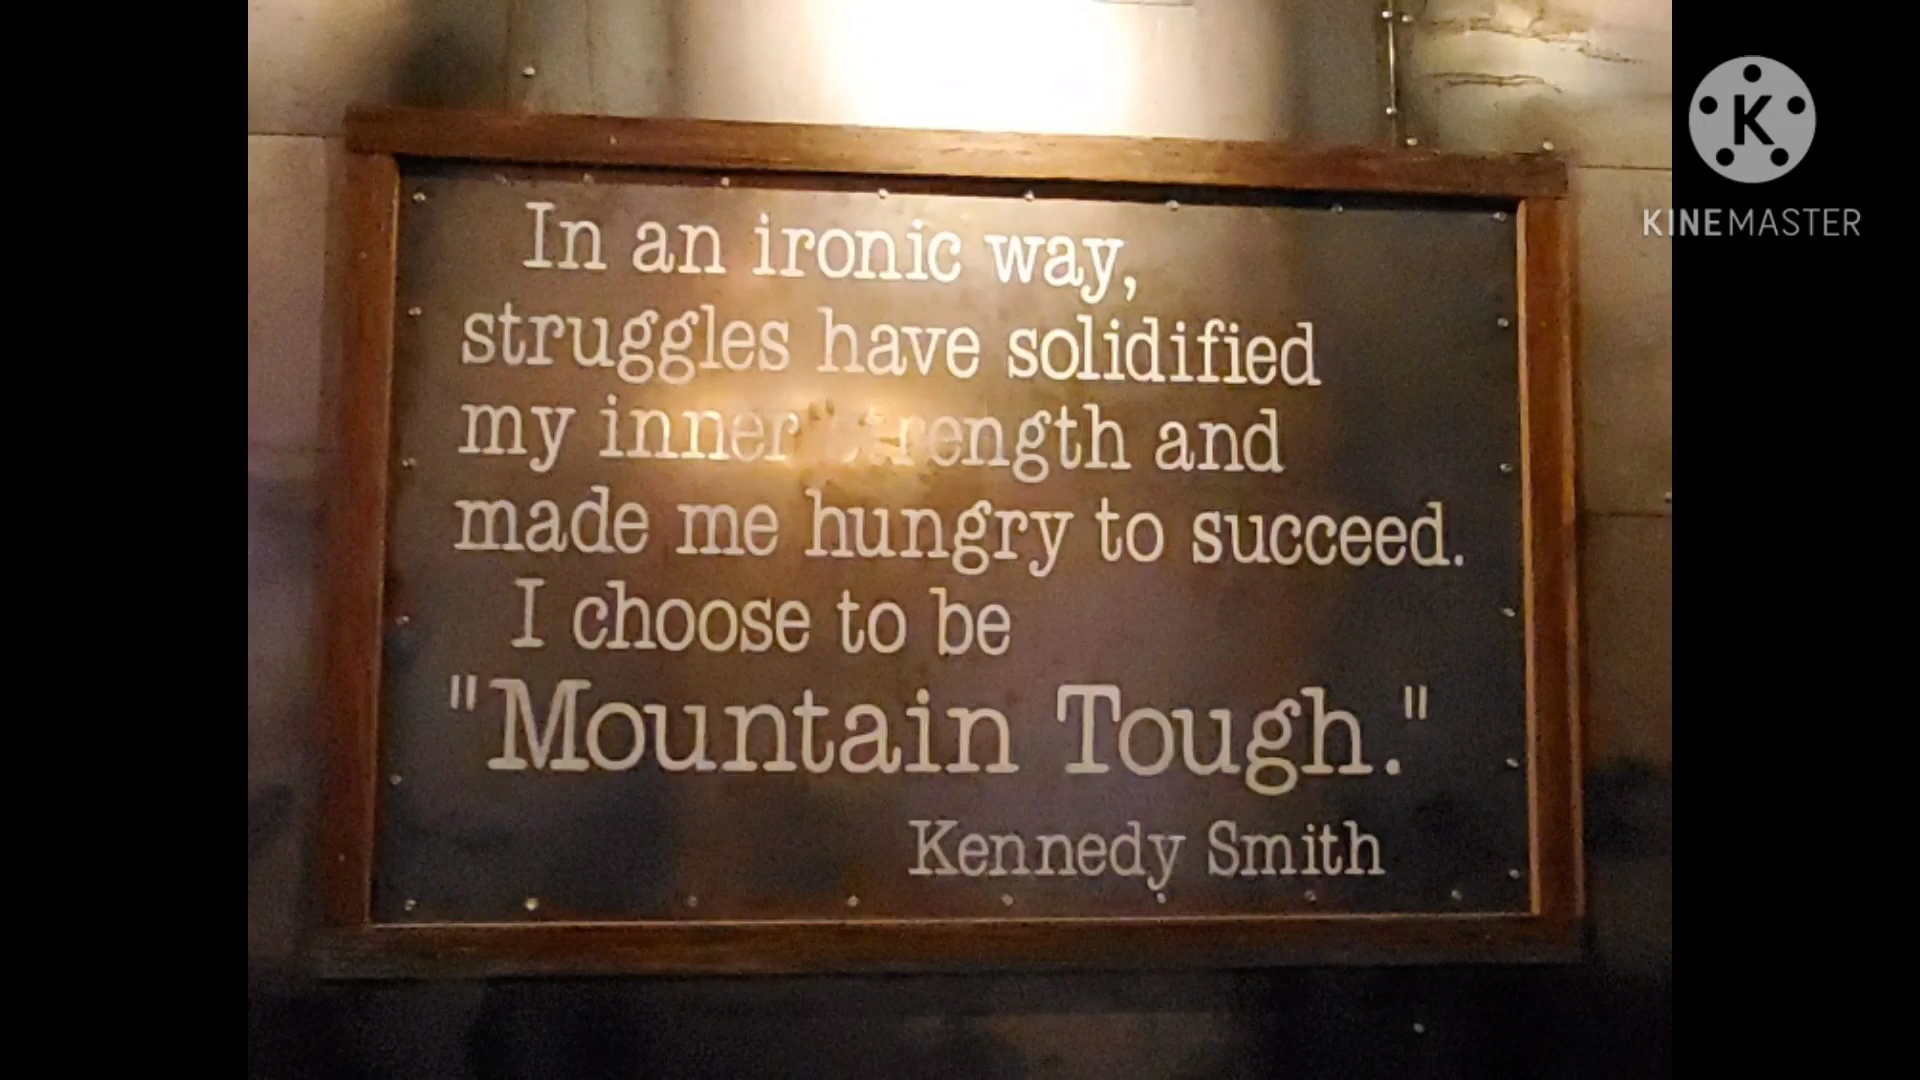 In an ironic way,
struggles have solidified
my inner strength and
made me hungry to succeed.
I choose to be
"Mountain Tough."
Kennedy Smith
K
KINEMASTER